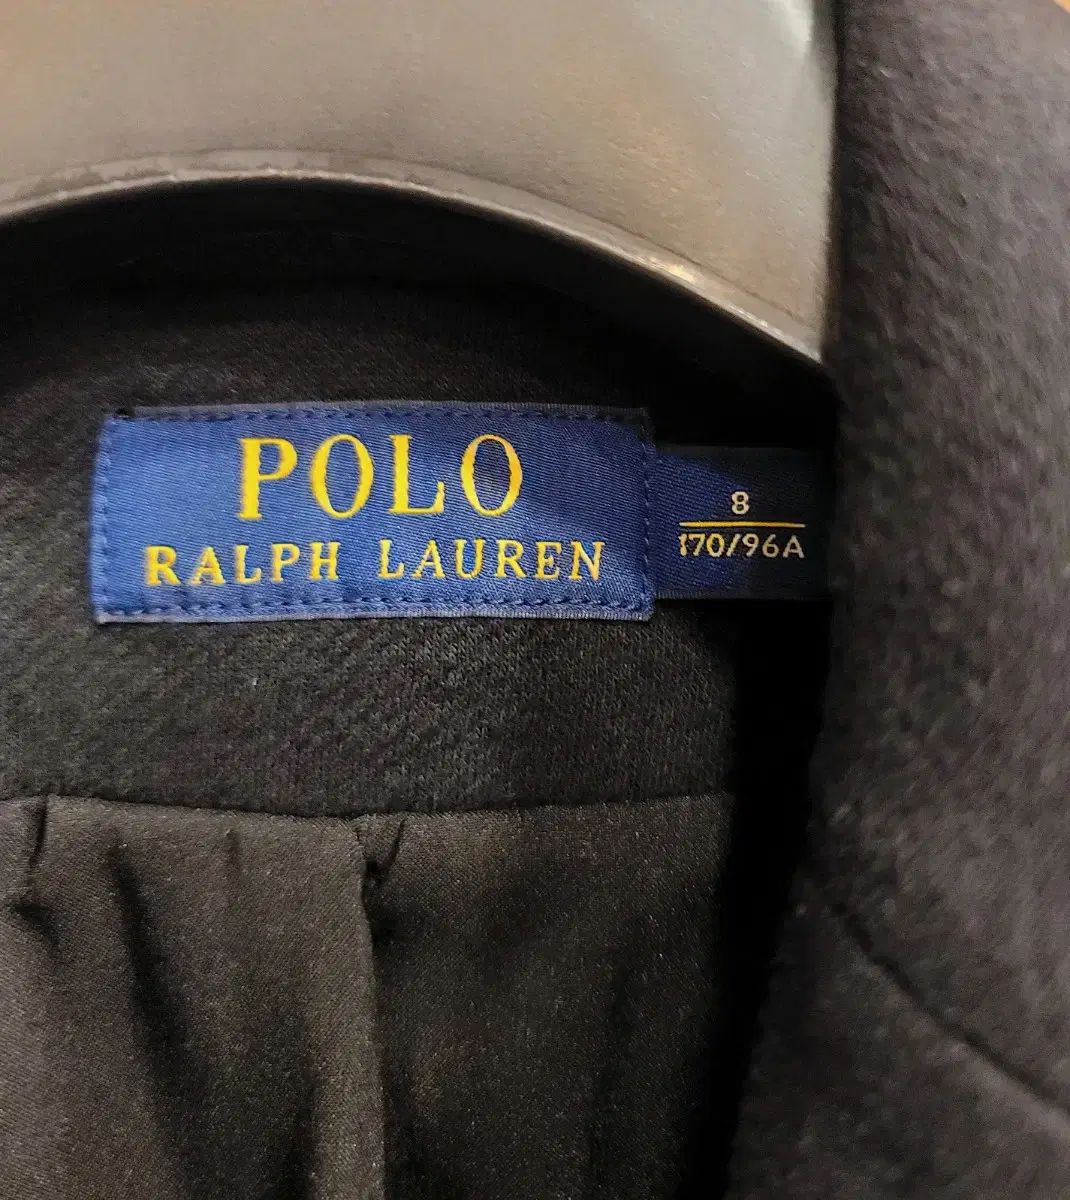 POLO
RALPH LAUREN
8
170/96A